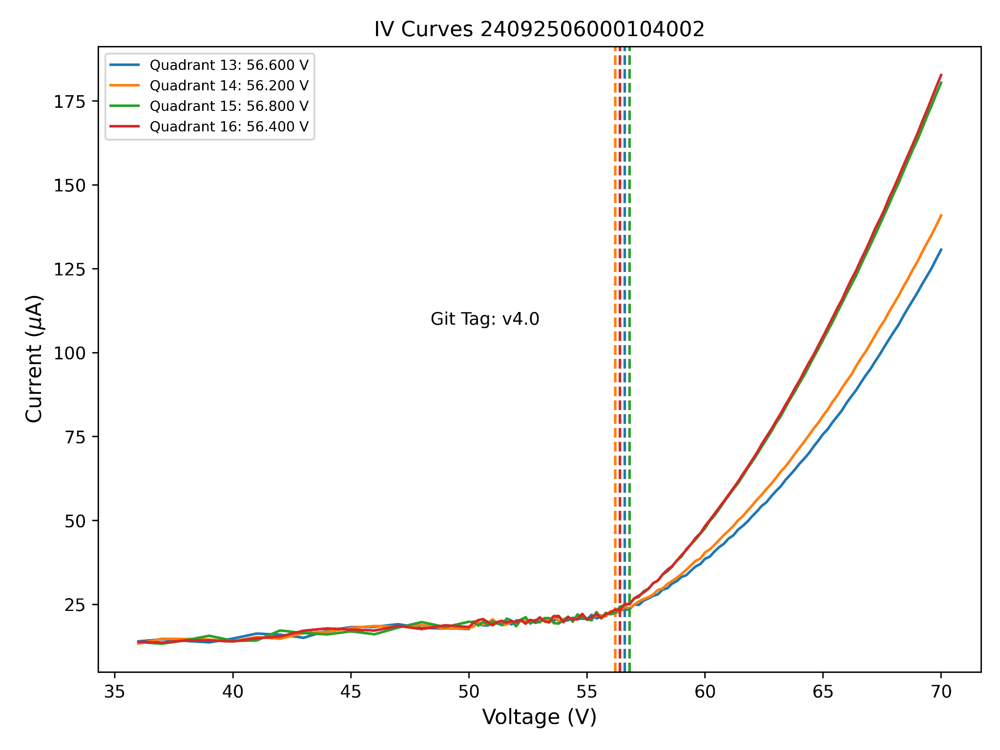 IV Curves 24092506000104002
Quadrant 13: 56.600 V
Quadrant 14: 56.200 V
Quadrant 15: 56.800 V
Quadrant 16: 56.400 V
175
150
125
100
75
50
25
Current (μA)
Git Tag: v4.0
35 40 45 50 55 60 65 70
Voltage (V)